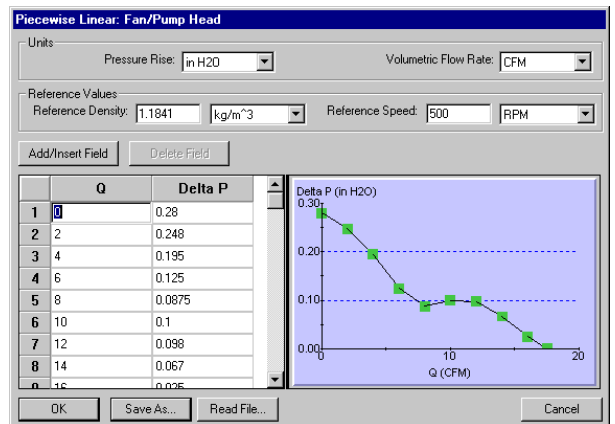 Piecewise Linear: Fan/Pump Head
Units
Pressure Rise: in H2O
Volumetric Flow Rate: CFM
Reference Values
Reference Density: 1.1841 kg/m^3
Reference Speed: 500 RPM
Add/Insert Field
Delete Field
Q Delta P
1 0 0.28
2 2 0.248
3 4 0.195
4 6 0.125
5 8 0.0875
6 10 0.1
7 12 0.098
8 14 0.067
9 16 0.025
Delta P (in H2O)
0.30
0.20
0.10
0.00
0 10 20
Q (CFM)
OK
Save As...
Read File...
Cancel